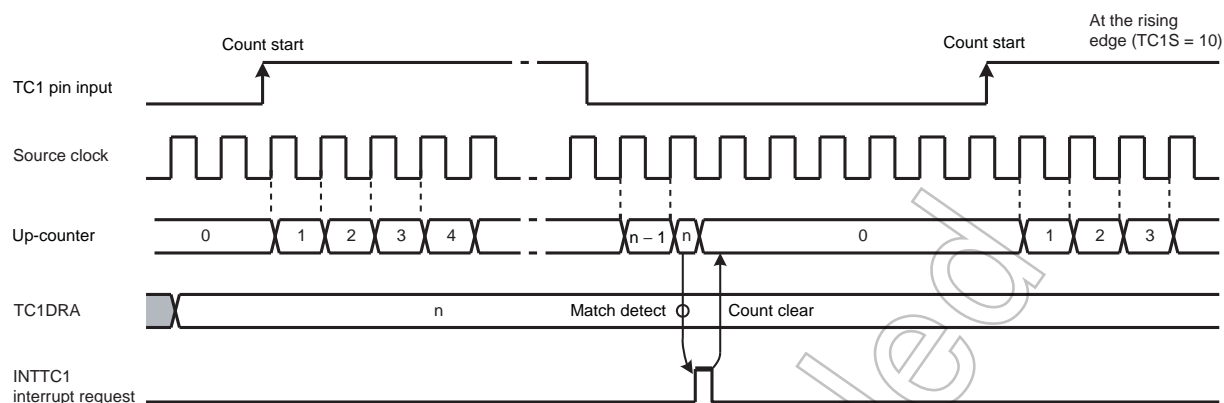 At the rising
edge (TC1S = 10)
Count start
Count start
TC1 pin input
Source clock
Up-counter
0
1
2
3
4
n – 1
n
0
1
2
3
TC1DRA
n
Match detect
Count clear
INTTC1
interrupt request